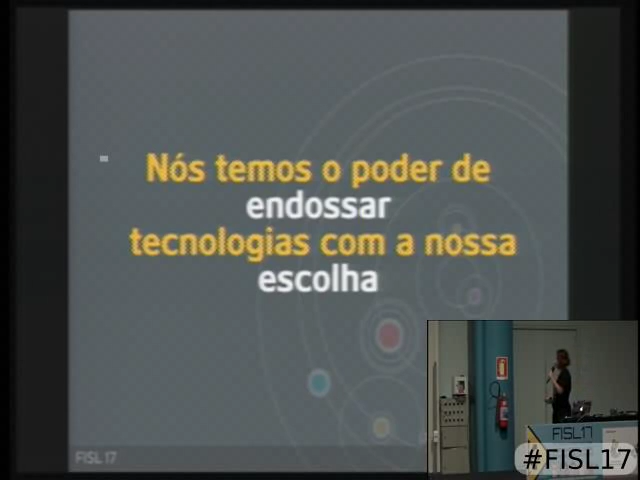 Nós temos o poder de
endossar
tecnologias com a nossa
escolha
FISL 17
FISL17
#FISL17